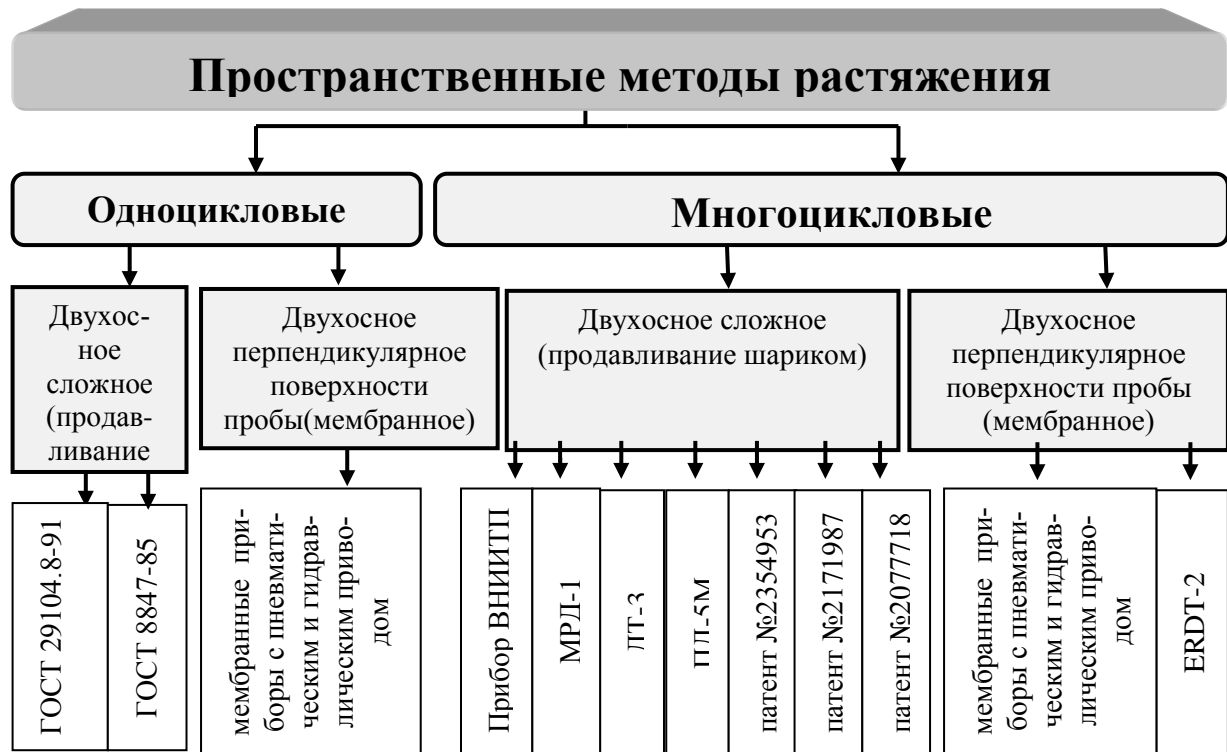 Пространственные методы растяжения
Одноцикловые
Многоцикловые
Двухос-
ное
сложное
(продав-
ливание
Двухосное
перпендикулярное
поверхности
пробы(мембранное)
Двухосное сложное
(продавливание шариком)
Двухосное
перпендикулярное
поверхности пробы
(мембранное)
ГОСТ 29104.8-91
ГОСТ 8847-85
мембранные при-
боры с пневмати-
ческим и гидрав-
лическим приво-
дом
Прибор ВНИИТП
МРД-1
ДТ-3
ПД-5М
патент №2354953
патент №2171987
патент №2077718
мембранные при-
боры с пневмати-
ческим и гидрав-
лическим приво-
дом
ERDT-2